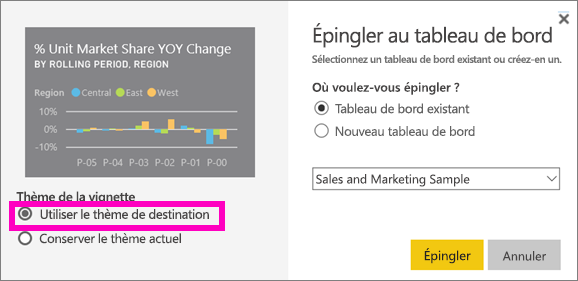 % Unit Market Share YOY Change
BY ROLLING PERIOD, REGION
Region Central East West
10%
0%
-10%
P-05 P-04 P-03 P-02 P-01 P-00
Thème de la vignette
Utiliser le thème de destination
Conserver le thème actuel
Épingler au tableau de bord
Sélectionnez un tableau de bord existant ou créez-en un.
Où voulez-vous épingler ?
Tableau de bord existant
Nouveau tableau de bord
Sales and Marketing Sample
Épingler
Annuler